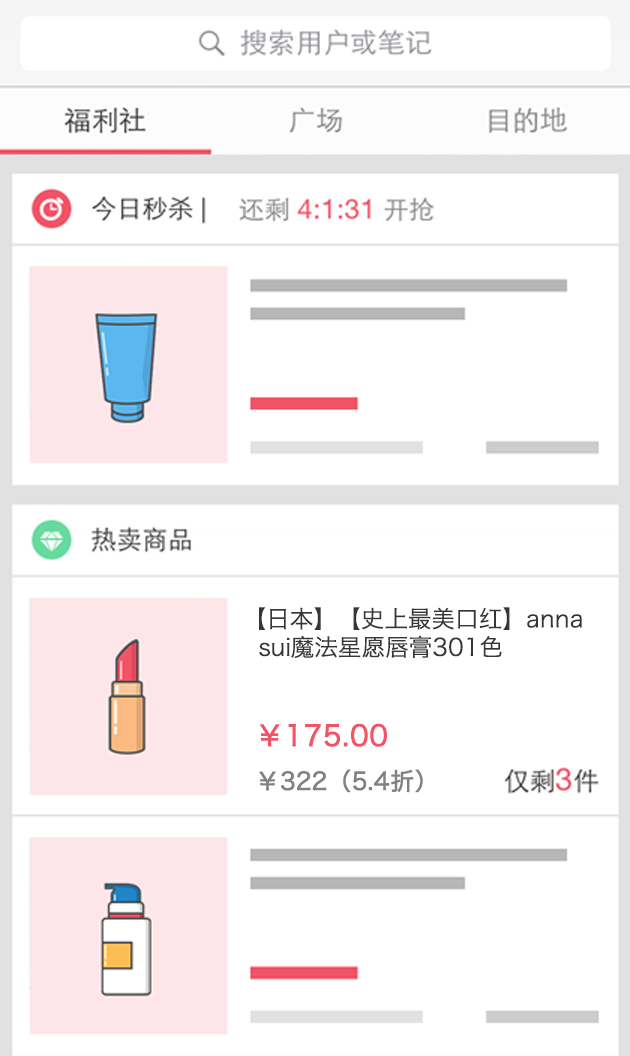 搜索用户或笔记
福利社
广场
目的地
今日秒杀 | 还剩 4:1:31 开抢
热卖商品
【日本】【史上最美口红】anna
sui魔法星愿唇膏301色
￥175.00
￥322（5.4折）
仅剩3件